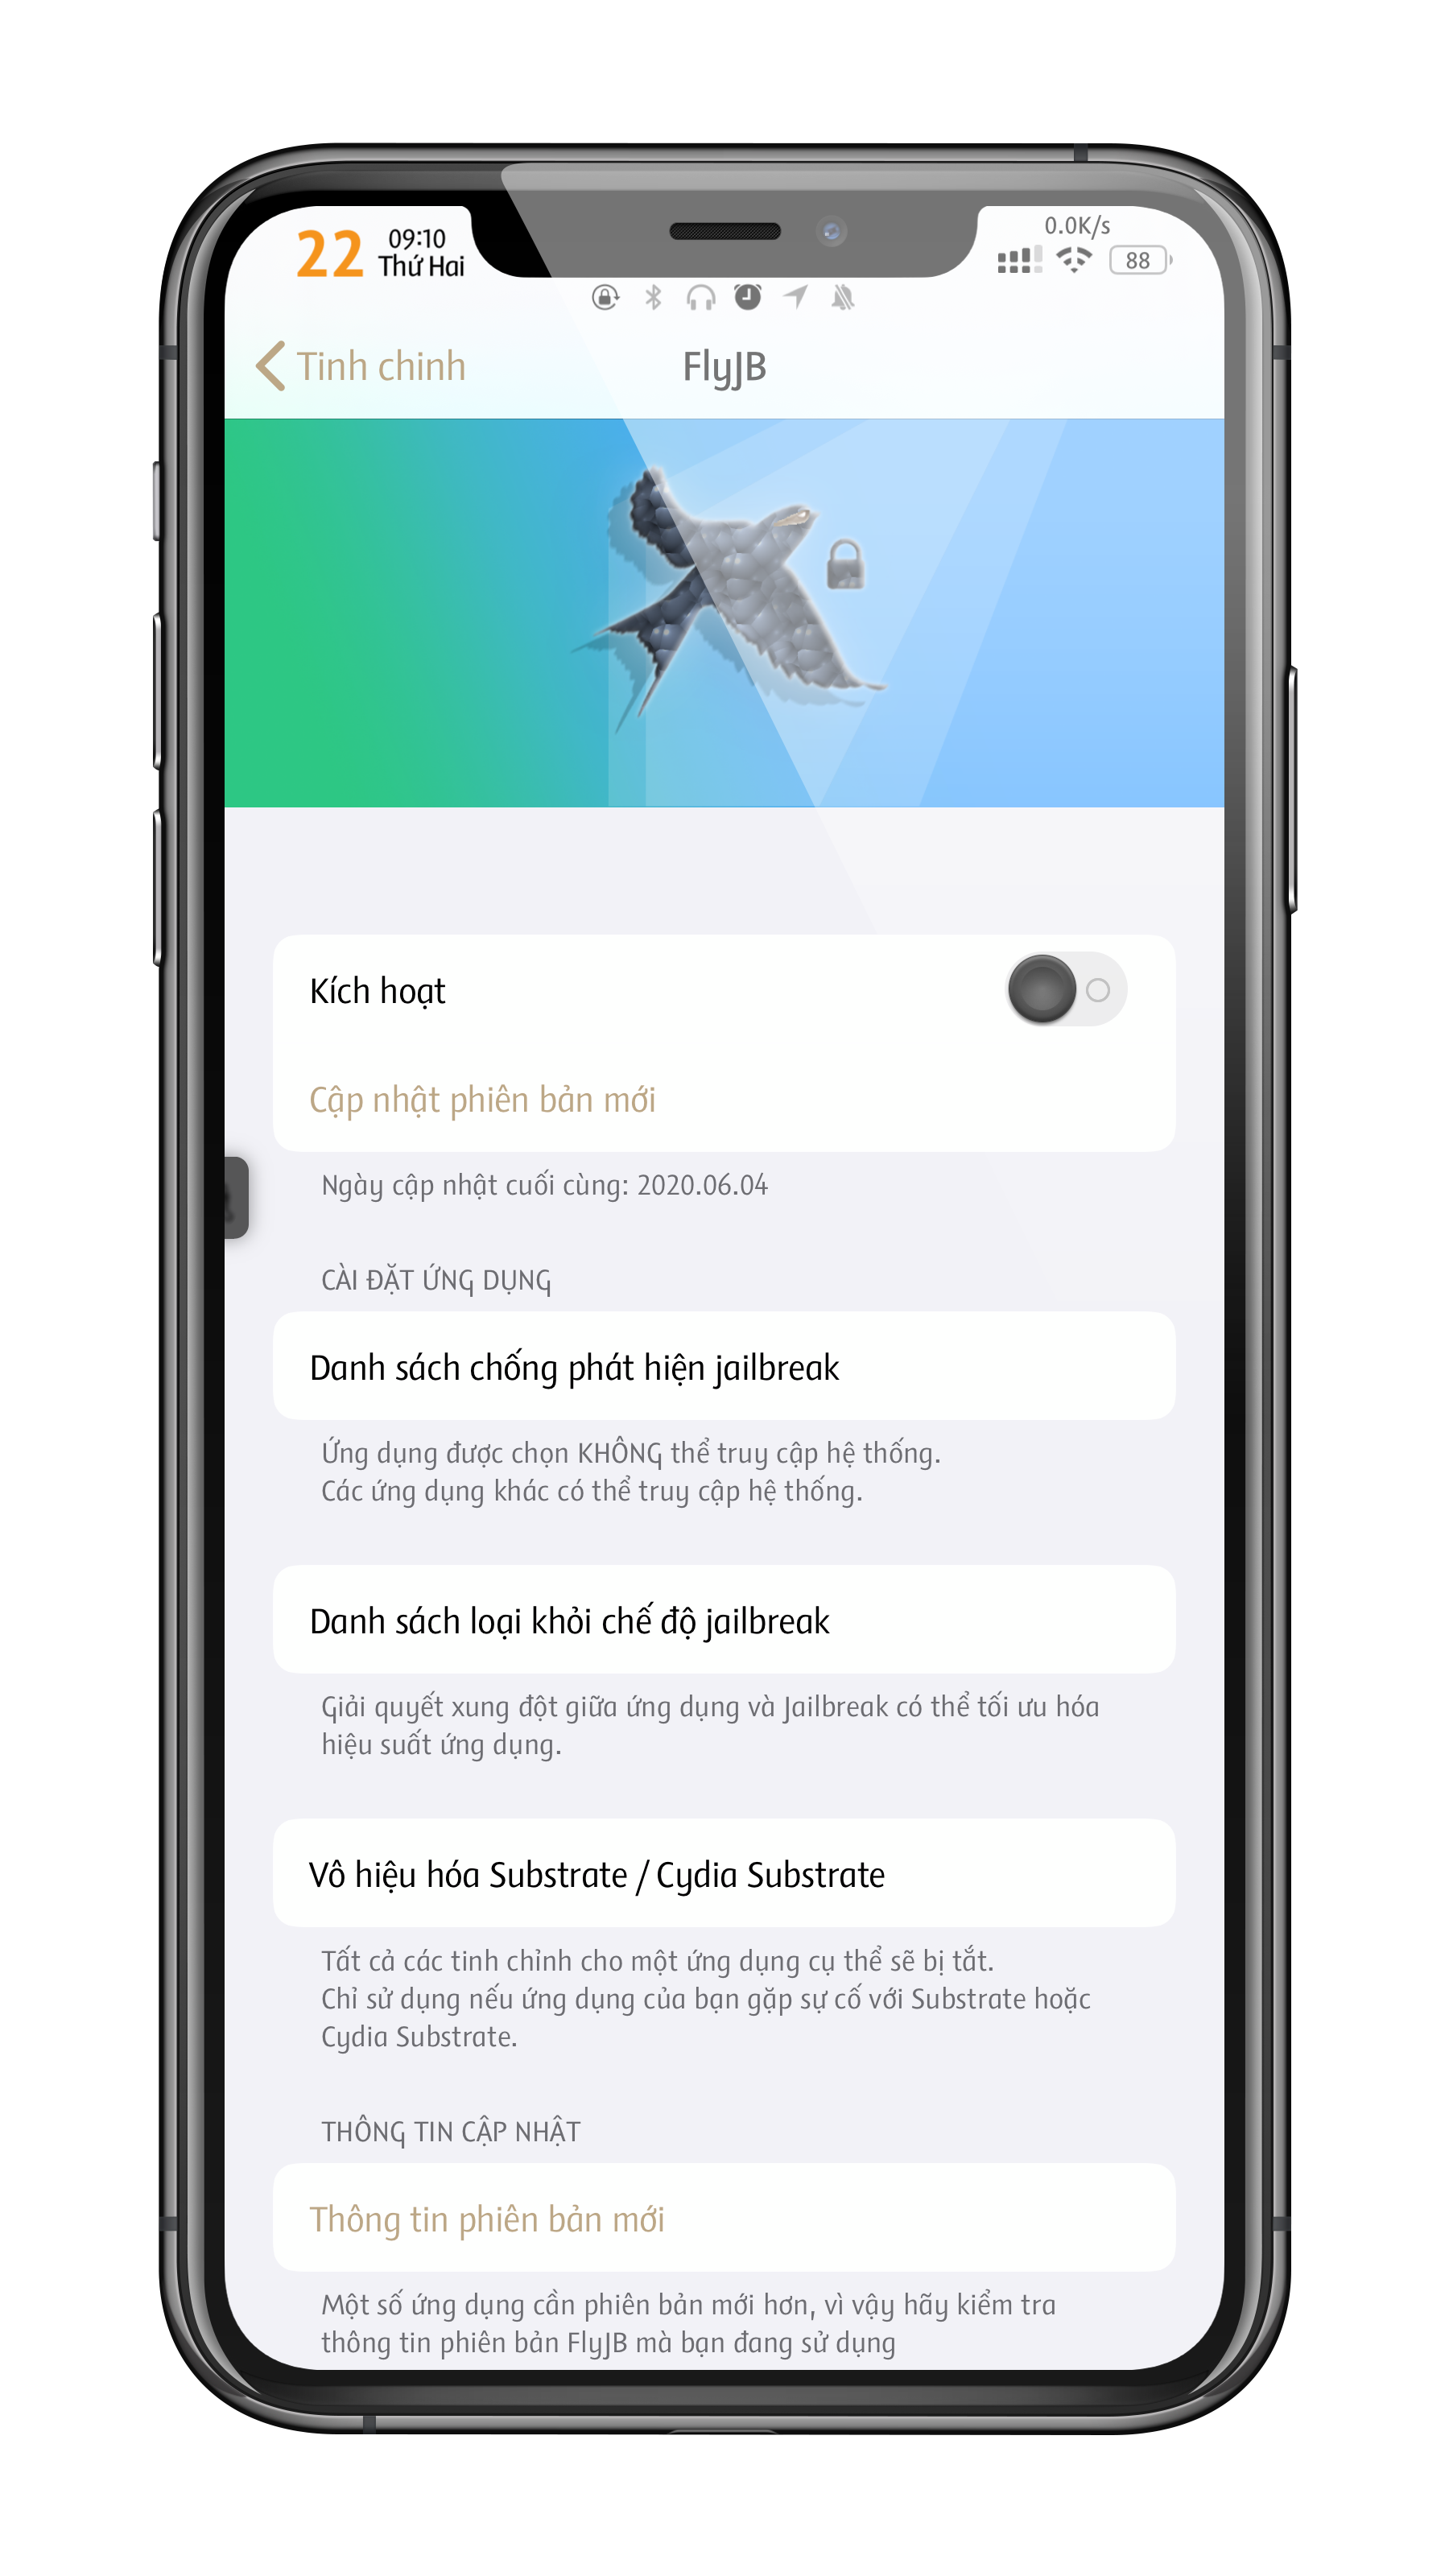 22 09:10
Thứ Hai
0.0K/s
88
Tinh chinh
FlyJB
Kích hoạt
Cập nhật phiên bản mới
Ngày cập nhật cuối cùng: 2020.06.04
CÀI ĐẶT ỨNG DỤNG
Danh sách chống phát hiện jailbreak
Ứng dụng được chọn KHÔNG thể truy cập hệ thống.
Các ứng dụng khác có thể truy cập hệ thống.
Danh sách loại khỏi chế độ jailbreak
Giải quyết xung đột giữa ứng dụng và Jailbreak có thể tối ưu hóa
hiệu suất ứng dụng.
Vô hiệu hóa Substrate / Cydia Substrate
Tất cả các tinh chỉnh cho một ứng dụng cụ thể sẽ bị tắt.
Chỉ sử dụng nếu ứng dụng của bạn gặp sự cố với Substrate hoặc
Cydia Substrate.
THÔNG TIN CẬP NHẬT
Thông tin phiên bản mới
Một số ứng dụng cần phiên bản mới hơn, vì vậy hãy kiểm tra
thông tin phiên bản FlyJB mà bạn đang sử dụng